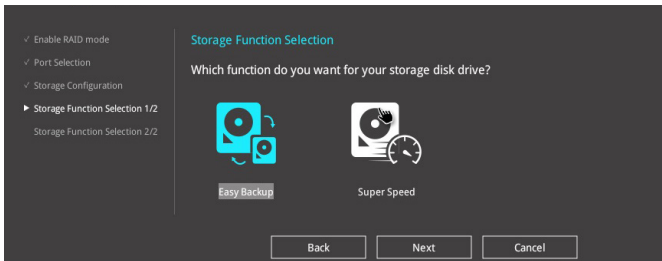 ✓ Enable RAID mode
✓ Port Selection
✓ Storage Configuration
▶ Storage Function Selection 1/2
Storage Function Selection 2/2
Storage Function Selection
Which function do you want for your storage disk drive?
Easy Backup
Super Speed
Back
Next
Cancel